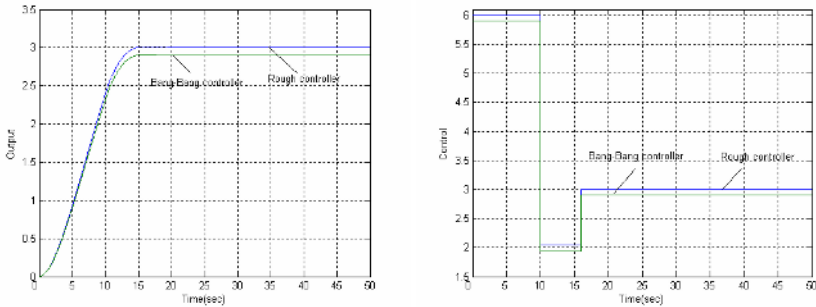 3.5
3
2.5
2
1.5
1
0.5
0
Output
Bang-Bang controller
Rough controller
0 5 10 15 20 25 30 35 40 45 50
Time(sec)
6
5.5
5
4.5
4
3.5
3
2.5
2
1.5
Control
Bang-Bang controller
Rough controller
0 5 10 15 20 25 30 35 40 45 50
Time(sec)